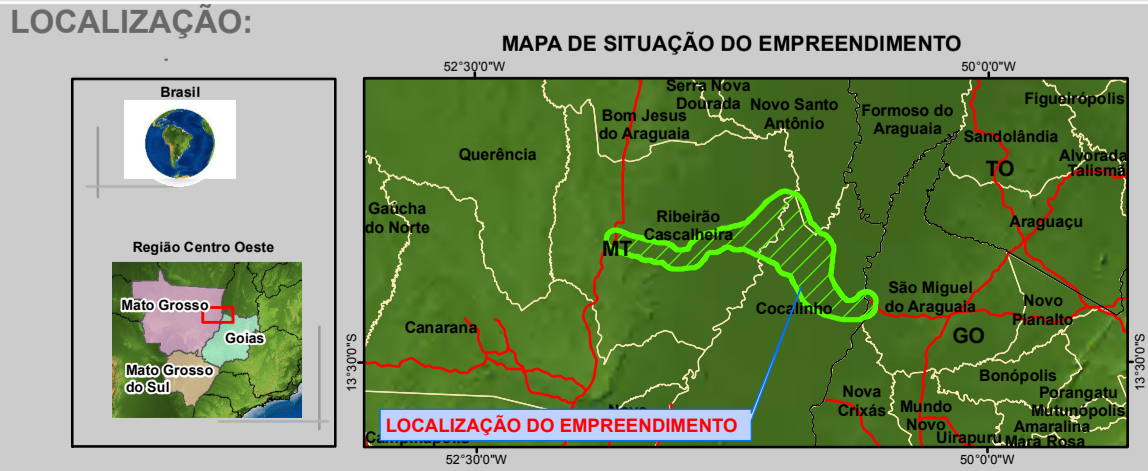 LOCALIZAÇÃO:
MAPA DE SITUAÇÃO DO EMPREENDIMENTO
Brasil
Região Centro Oeste
Mato Grosso
Goias
Mato Grosso
do Sul
52°30'0"W
50°0'0"W
Serra Nova
Dourada
Novo Santo
Antônio
Bom Jesus
do Araguaia
Formoso do
Araguaia
Figueirópolis
Sandolândia
Querência
TO
Alvorada
Talismã
Gaúcha
do Norte
Ribeirão
Cascalheira
Araguaçu
MT
São Miguel
do Araguaia
Novo
Planalto
Cocalinho
Canarana
GO
13°30'0"S
13°30'0"S
Bonópolis
Porangatu
Nova
Crixás
Mundo
Novo
Mutunópolis
Amaralina
Uirapuru
Mara Rosa
LOCALIZAÇÃO DO EMPREENDIMENTO
52°30'0"W
50°0'0"W